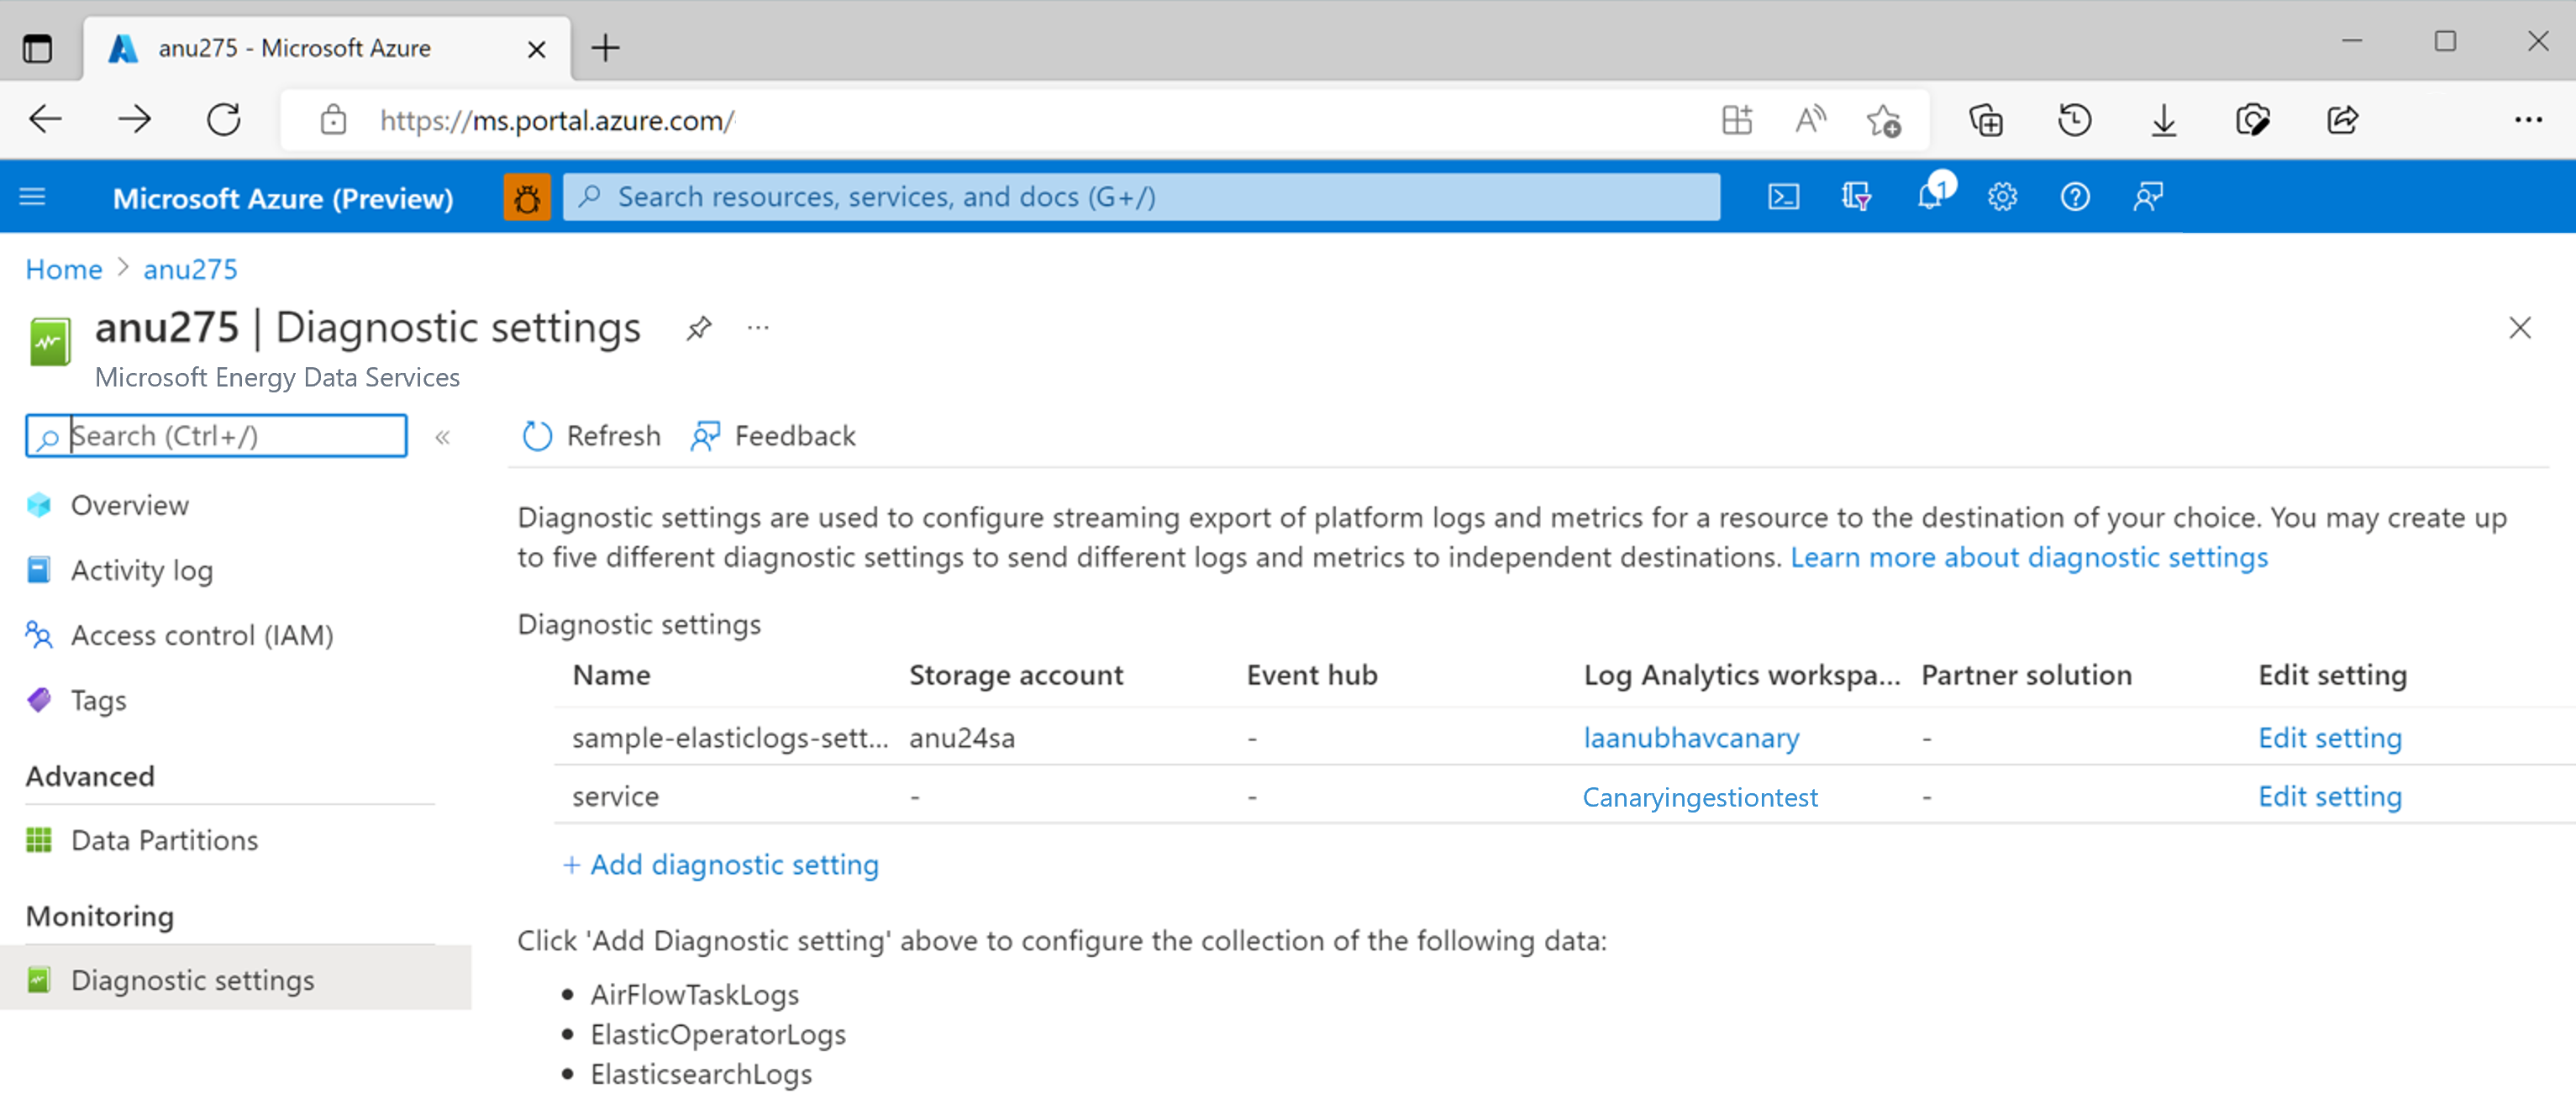 anu275 - Microsoft Azure
https://ms.portal.azure.com/
Microsoft Azure (Preview)
Search resources, services, and docs (G+/)
1
Home > anu275
anu275 | Diagnostic settings
Microsoft Energy Data Services
Search (Ctrl+/)
Refresh
Feedback
Overview
Activity log
Access control (IAM)
Tags
Advanced
Data Partitions
Monitoring
Diagnostic settings
Diagnostic settings are used to configure streaming export of platform logs and metrics for a resource to the destination of your choice. You may create up
to five different diagnostic settings to send different logs and metrics to independent destinations. Learn more about diagnostic settings
Diagnostic settings
Name Storage account Event hub Log Analytics workspa... Partner solution Edit setting
sample-elasticlogs-sett... anu24sa - laanubhavcanary - Edit setting
service - - Canaryingestiontest - Edit setting
+ Add diagnostic setting
Click 'Add Diagnostic setting' above to configure the collection of the following data:
• AirFlowTaskLogs
• ElasticOperatorLogs
• ElasticsearchLogs